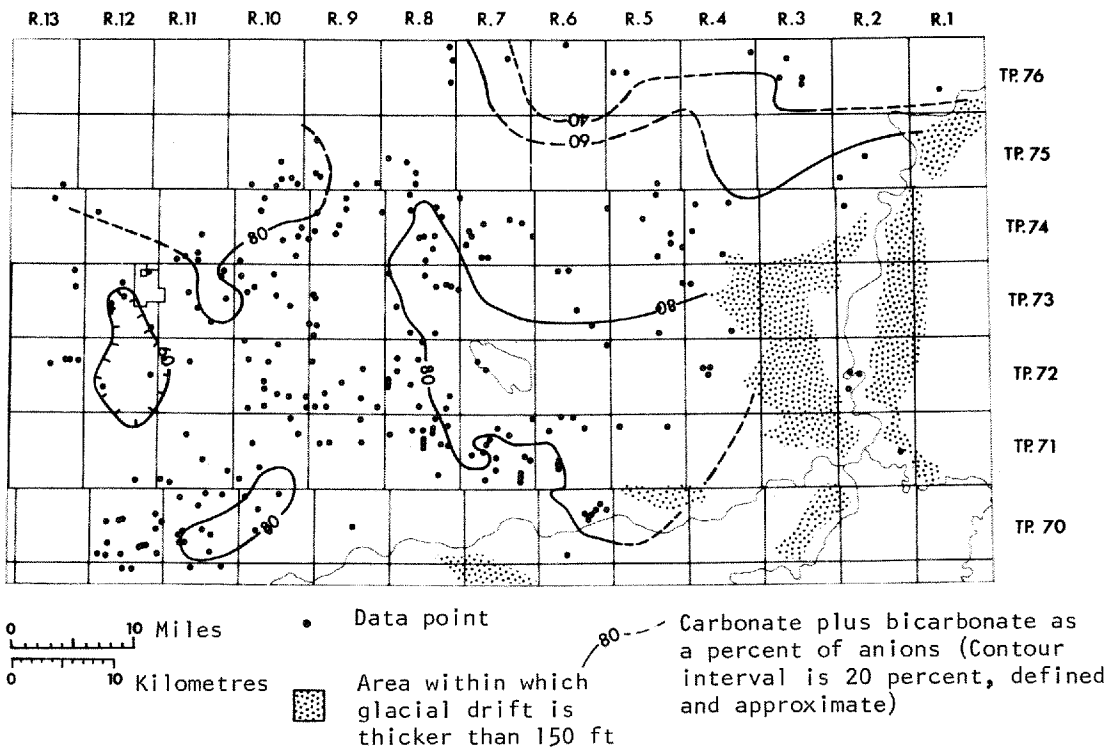 R.13 R.12 R.11 R.10 R.9 R.8 R.7 R.6 R.5 R.4 R.3 R.2 R.1
TP. 76
40
60
TP. 75
80
TP. 74
80
TP. 73
60
80
TP. 72
TP. 71
80
TP. 70
0 10 Miles
0 10 Kilometres
Data point
Area within which
glacial drift is
thicker than 150 ft
80
Carbonate plus bicarbonate as
a percent of anions (Contour
interval is 20 percent, defined
and approximate)